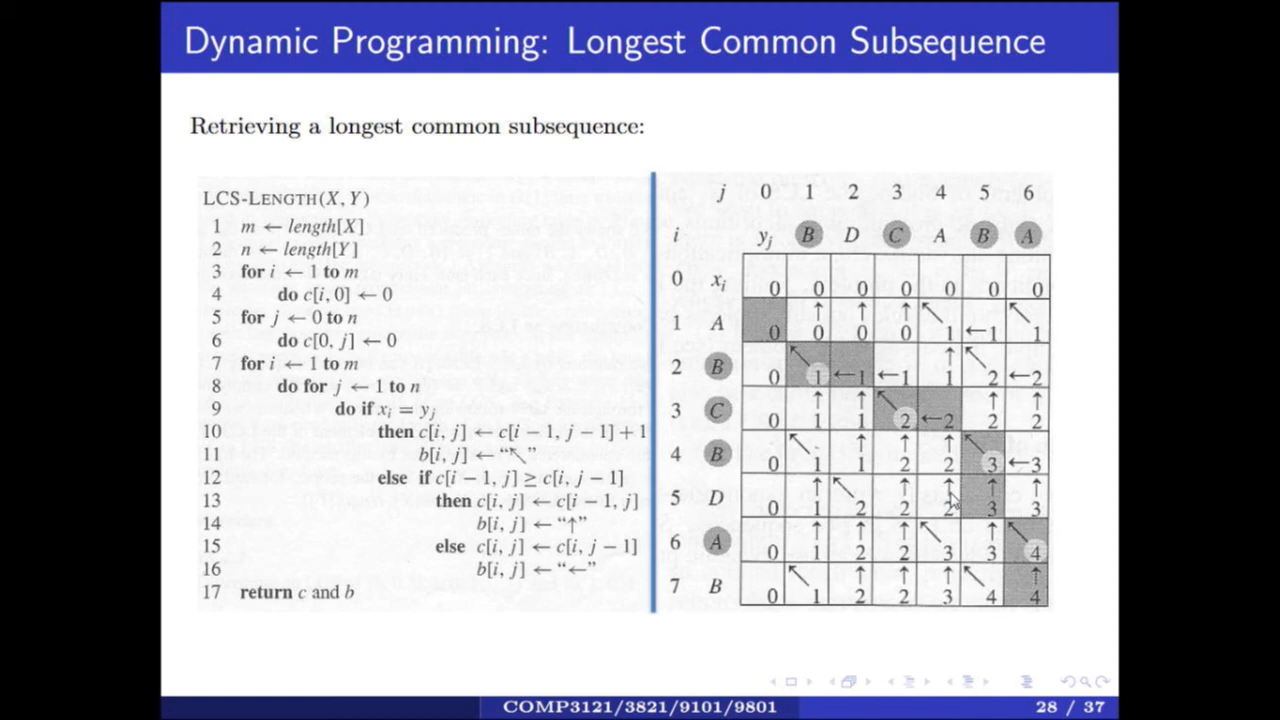 Dynamic Programming: Longest Common Subsequence
Retrieving a longest common subsequence:
LCS-LENGTH(X, Y)
1 m ← length[X]
2 n ← length[Y]
3 for i ← 1 to m
4 do c[i, 0] ← 0
5 for j ← 0 to n
6 do c[0, j] ← 0
7 for i ← 1 to m
8 do for j ← 1 to n
9 do if xi = yj
10 then c[i, j] ← c[i − 1, j − 1] + 1
11 b[i, j] ← “↖”
12 else if c[i − 1, j] ≥ c[i, j − 1]
13 then c[i, j] ← c[i − 1, j]
14 b[i, j] ← “↑”
15 else c[i, j] ← c[i, j − 1]
16 b[i, j] ← “←”
17 return c and b
j 0 1 2 3 4 5 6
i yj B D C A B A
0 xi 0 0 0 0 0 0 0
1 A 0 ↑0 ↑0 ↑0 ↖1 ←1 ↖1
2 B 0 ↖1 ←1 ←1 ↑1 ↖2 ←2
3 C 0 ↑1 ↑1 ↖2 ←2 ↑2 ↑2
4 B 0 ↖1 ↑1 ↑2 ↑2 ↖3 ←3
5 D 0 ↑1 ↖2 ↑2 ↑2 ↑3 ↑3
6 A 0 ↑1 ↑2 ↑2 ↖3 ↑3 ↖4
7 B 0 ↖1 ↑2 ↑2 ↑3 ↖4 ↑4
COMP3121/3821/9101/9801
28 / 37